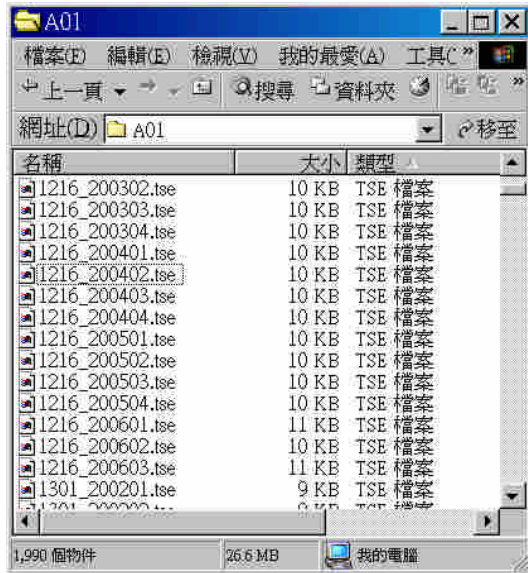 A01
檔案(F) 編輯(E) 檢視(V) 我的最愛(A) 工具( »
上一頁 搜尋 資料夾 »
網址(D) A01 移至
名稱 大小 類型
1216_200302.tse 10 KB TSE 檔案
1216_200303.tse 10 KB TSE 檔案
1216_200304.tse 10 KB TSE 檔案
1216_200401.tse 10 KB TSE 檔案
1216_200402.tse 10 KB TSE 檔案
1216_200403.tse 10 KB TSE 檔案
1216_200404.tse 10 KB TSE 檔案
1216_200501.tse 10 KB TSE 檔案
1216_200502.tse 10 KB TSE 檔案
1216_200503.tse 10 KB TSE 檔案
1216_200504.tse 10 KB TSE 檔案
1216_200601.tse 11 KB TSE 檔案
1216_200602.tse 10 KB TSE 檔案
1216_200603.tse 11 KB TSE 檔案
1301_200201.tse 9 KB TSE 檔案
1,990 個物件 26.6 MB 我的電腦